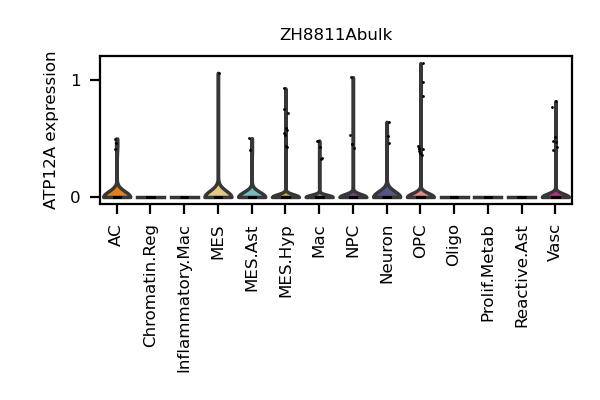 ZH8811Abulk
ATP12A expression
1
0
AC
Chromatin.Reg
Inflammatory.Mac
MES
MES.Ast
MES.Hyp
Mac
NPC
Neuron
OPC
Oligo
Prolif.Metab
Reactive.Ast
Vasc